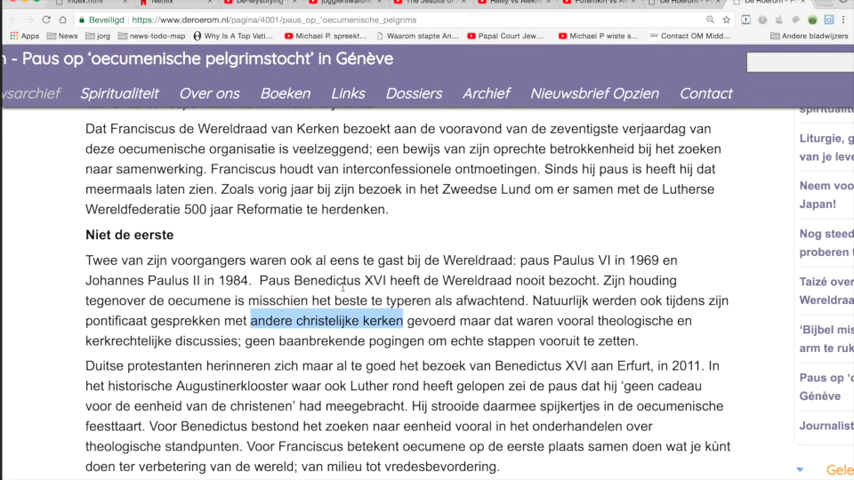 index.html
Netflix
De-Mystifying
The Jesuits of
Beveiligd
https://www.deroerom.nl/pagina/4001/paus_op_'oecumenische_pelgrims
Apps
News
jorg
news-todo-map
Why Is A Top Vati...
Michael P. spreekt...
Waarom stapte An...
Papal Court Jew...
Michael P wiste s...
Contact OM Midd...
Andere bladwijzers
n - Paus op 'oecumenische pelgrimstocht' in Génève
wsarchief Spiritualiteit Over ons Boeken Links Dossiers Archief Nieuwsbrief Opzien Contact
Dat Franciscus de Wereldraad van Kerken bezoekt aan de vooravond van de zeventigste verjaardag van
deze oecumenische organisatie is veelzeggend; een bewijs van zijn oprechte betrokkenheid bij het zoeken
naar samenwerking. Franciscus houdt van interconfessionele ontmoetingen. Sinds hij paus is heeft hij dat
meermaals laten zien. Zoals vorig jaar bij zijn bezoek in het Zweedse Lund om er samen met de Lutherse
Wereldfederatie 500 jaar Reformatie te herdenken.
Niet de eerste
Twee van zijn voorgangers waren ook al eens te gast bij de Wereldraad: paus Paulus VI in 1969 en
Johannes Paulus II in 1984. Paus Benedictus XVI heeft de Wereldraad nooit bezocht. Zijn houding
tegenover de oecumene is misschien het beste te typeren als afwachtend. Natuurlijk werden ook tijdens zijn
pontificaat gesprekken met andere christelijke kerken gevoerd maar dat waren vooral theologische en
kerkrechtelijke discussies; geen baanbrekende pogingen om echte stappen vooruit te zetten.
Duitse protestanten herinneren zich maar al te goed het bezoek van Benedictus XVI aan Erfurt, in 2011. In
het historische Augustinerklooster waar ook Luther rond heeft gelopen zei de paus dat hij 'geen cadeau
voor de eenheid van de christenen' had meegebracht. Hij strooide daarmee spijkertjes in de oecumenische
feesttaart. Voor Benedictus bestond het zoeken naar eenheid vooral in het onderhandelen over
theologische standpunten. Voor Franciscus betekent oecumene op de eerste plaats samen doen wat je kùnt
doen ter verbetering van de wereld; van milieu tot vredesbevordering.
spiritualite
Liturgie, g
van je leve
Neem voo
Japan!
Nog steed
proberen t
Taizé over
Wereldraa
'Bijbel mis
arm te ruk
Paus op 'o
Génève
Journalist
Gele